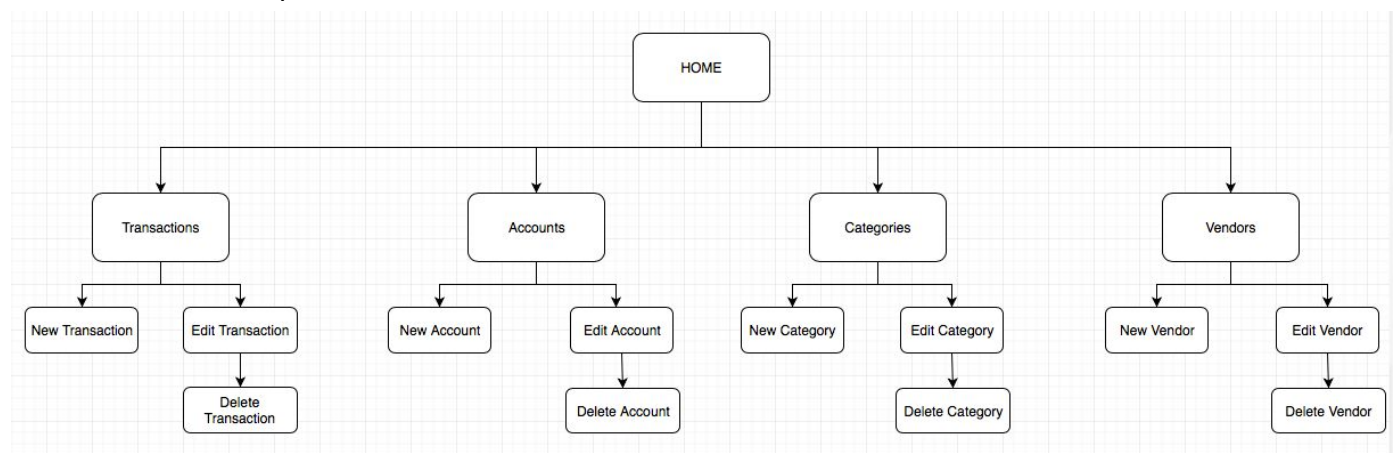 HOME
Transactions
Accounts
Categories
Vendors
New Transaction
Edit Transaction
New Account
Edit Account
New Category
Edit Category
New Vendor
Edit Vendor
Delete
Transaction
Delete Account
Delete Category
Delete Vendor